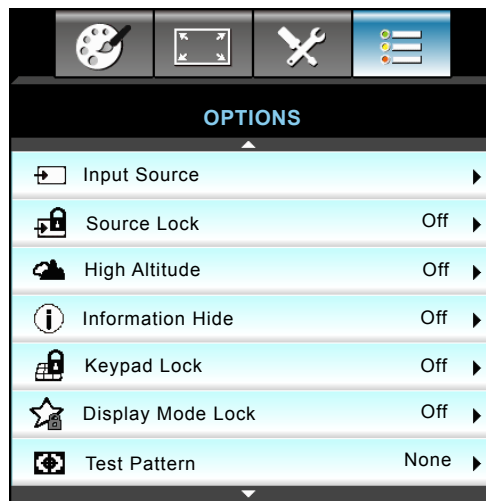 OPTIONS
Input Source
Source Lock Off
High Altitude Off
Information Hide Off
Keypad Lock Off
Display Mode Lock Off
Test Pattern None